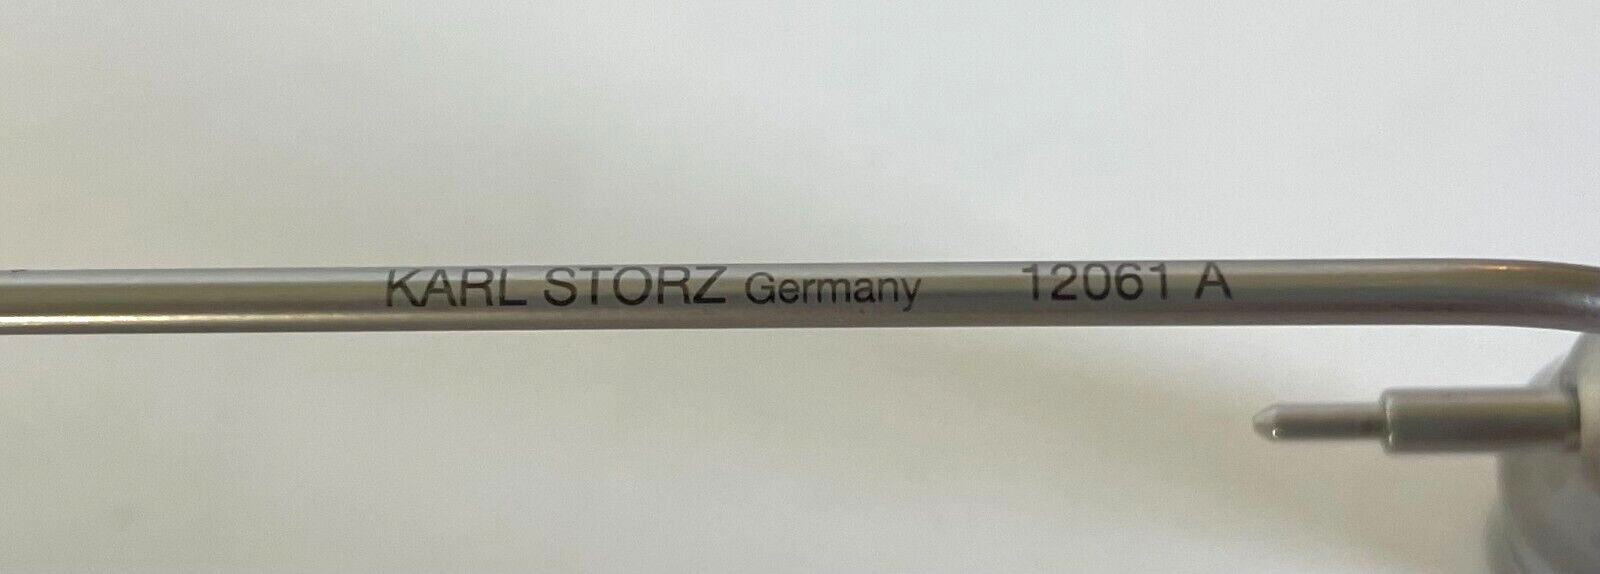 KARL STORZ Germany 12061 A